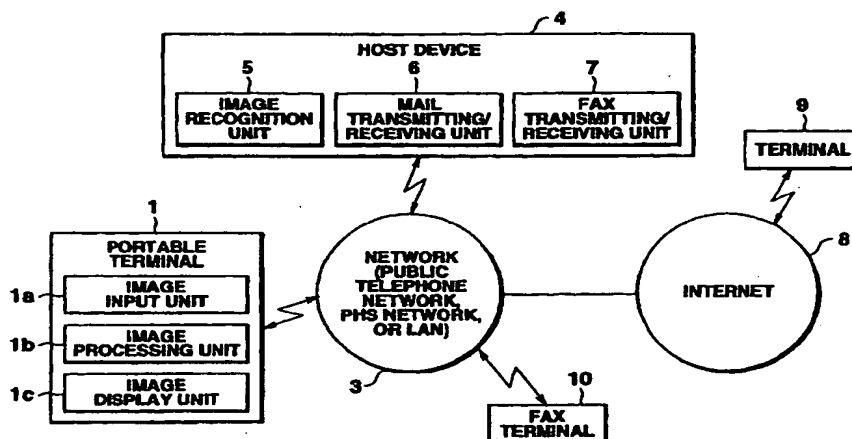 4
HOST DEVICE
5
IMAGE
RECOGNITION
UNIT
6
MAIL
TRANSMITTING/
RECEIVING UNIT
7
FAX
TRANSMITTING/
RECEIVING UNIT
9
TERMINAL
1
PORTABLE
TERMINAL
1a
IMAGE
INPUT UNIT
1b
IMAGE
PROCESSING UNIT
1c
IMAGE
DISPLAY UNIT
NETWORK
(PUBLIC
TELEPHONE
NETWORK,
PHS NETWORK,
OR LAN)
3
8
INTERNET
10
FAX
TERMINAL